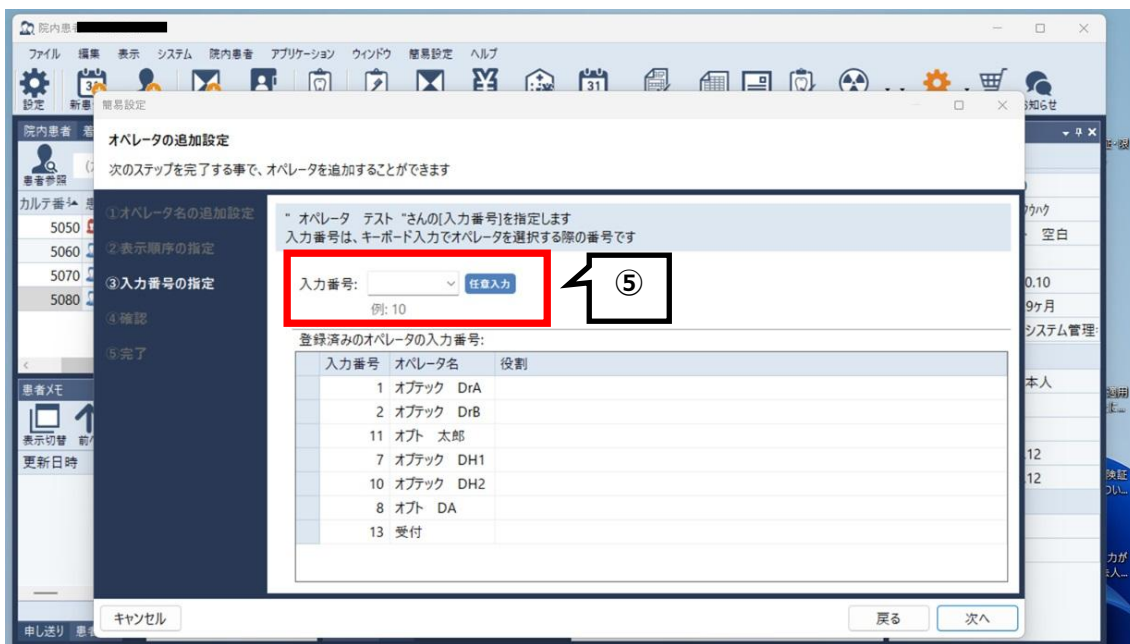 院内患
ファイル 編集 表示 システム 院内患者 アプリケーション ウィンドウ 簡易設定 ヘルプ
設定 新患 知らせ
簡易設定
院内患者
オペレータの追加設定
次のステップを完了する事で、オペレータを追加することができます
患者参照
カルテ番
5050
5060
5070
5080
①オペレータ名の追加設定
②表示順序の指定
③入力番号の指定
④確認
⑤完了
" オペレータ テスト "さんの[入力番号]を指定します
入力番号は、キーボード入力でオペレータを選択する際の番号です
入力番号: 任意入力
例: 10
⑤
登録済みのオペレータの入力番号:
入力番号 オペレータ名 役割
1 オプテック DrA
2 オプテック DrB
11 オプト 太郎
7 オプテック DH1
10 オプテック DH2
8 オプト DA
13 受付
患者メモ
表示切替 前
更新日時
空白
0.10
9ヶ月
システム管理
本人
.12
.12
キャンセル 戻る 次へ
申し送り 患